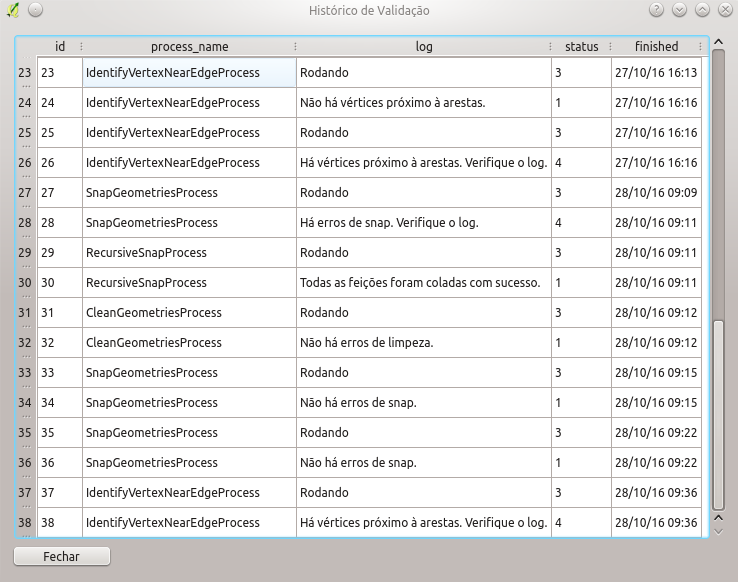 Histórico de Validação
id process_name log status finished
23 23 IdentifyVertexNearEdgeProcess Rodando 3 27/10/16 16:13
24 24 IdentifyVertexNearEdgeProcess Não há vértices próximo à arestas. 1 27/10/16 16:16
25 25 IdentifyVertexNearEdgeProcess Rodando 3 27/10/16 16:16
26 26 IdentifyVertexNearEdgeProcess Há vértices próximo à arestas. Verifique o log. 4 27/10/16 16:16
27 27 SnapGeometriesProcess Rodando 3 28/10/16 09:09
28 28 SnapGeometriesProcess Há erros de snap. Verifique o log. 4 28/10/16 09:11
29 29 RecursiveSnapProcess Rodando 3 28/10/16 09:11
30 30 RecursiveSnapProcess Todas as feições foram coladas com sucesso. 1 28/10/16 09:11
31 31 CleanGeometriesProcess Rodando 3 28/10/16 09:12
32 32 CleanGeometriesProcess Não há erros de limpeza. 1 28/10/16 09:12
33 33 SnapGeometriesProcess Rodando 3 28/10/16 09:15
34 34 SnapGeometriesProcess Não há erros de snap. 1 28/10/16 09:15
35 35 SnapGeometriesProcess Rodando 3 28/10/16 09:22
36 36 SnapGeometriesProcess Não há erros de snap. 1 28/10/16 09:22
37 37 IdentifyVertexNearEdgeProcess Rodando 3 28/10/16 09:36
38 38 IdentifyVertexNearEdgeProcess Há vértices próximo à arestas. Verifique o log. 4 28/10/16 09:36
Fechar